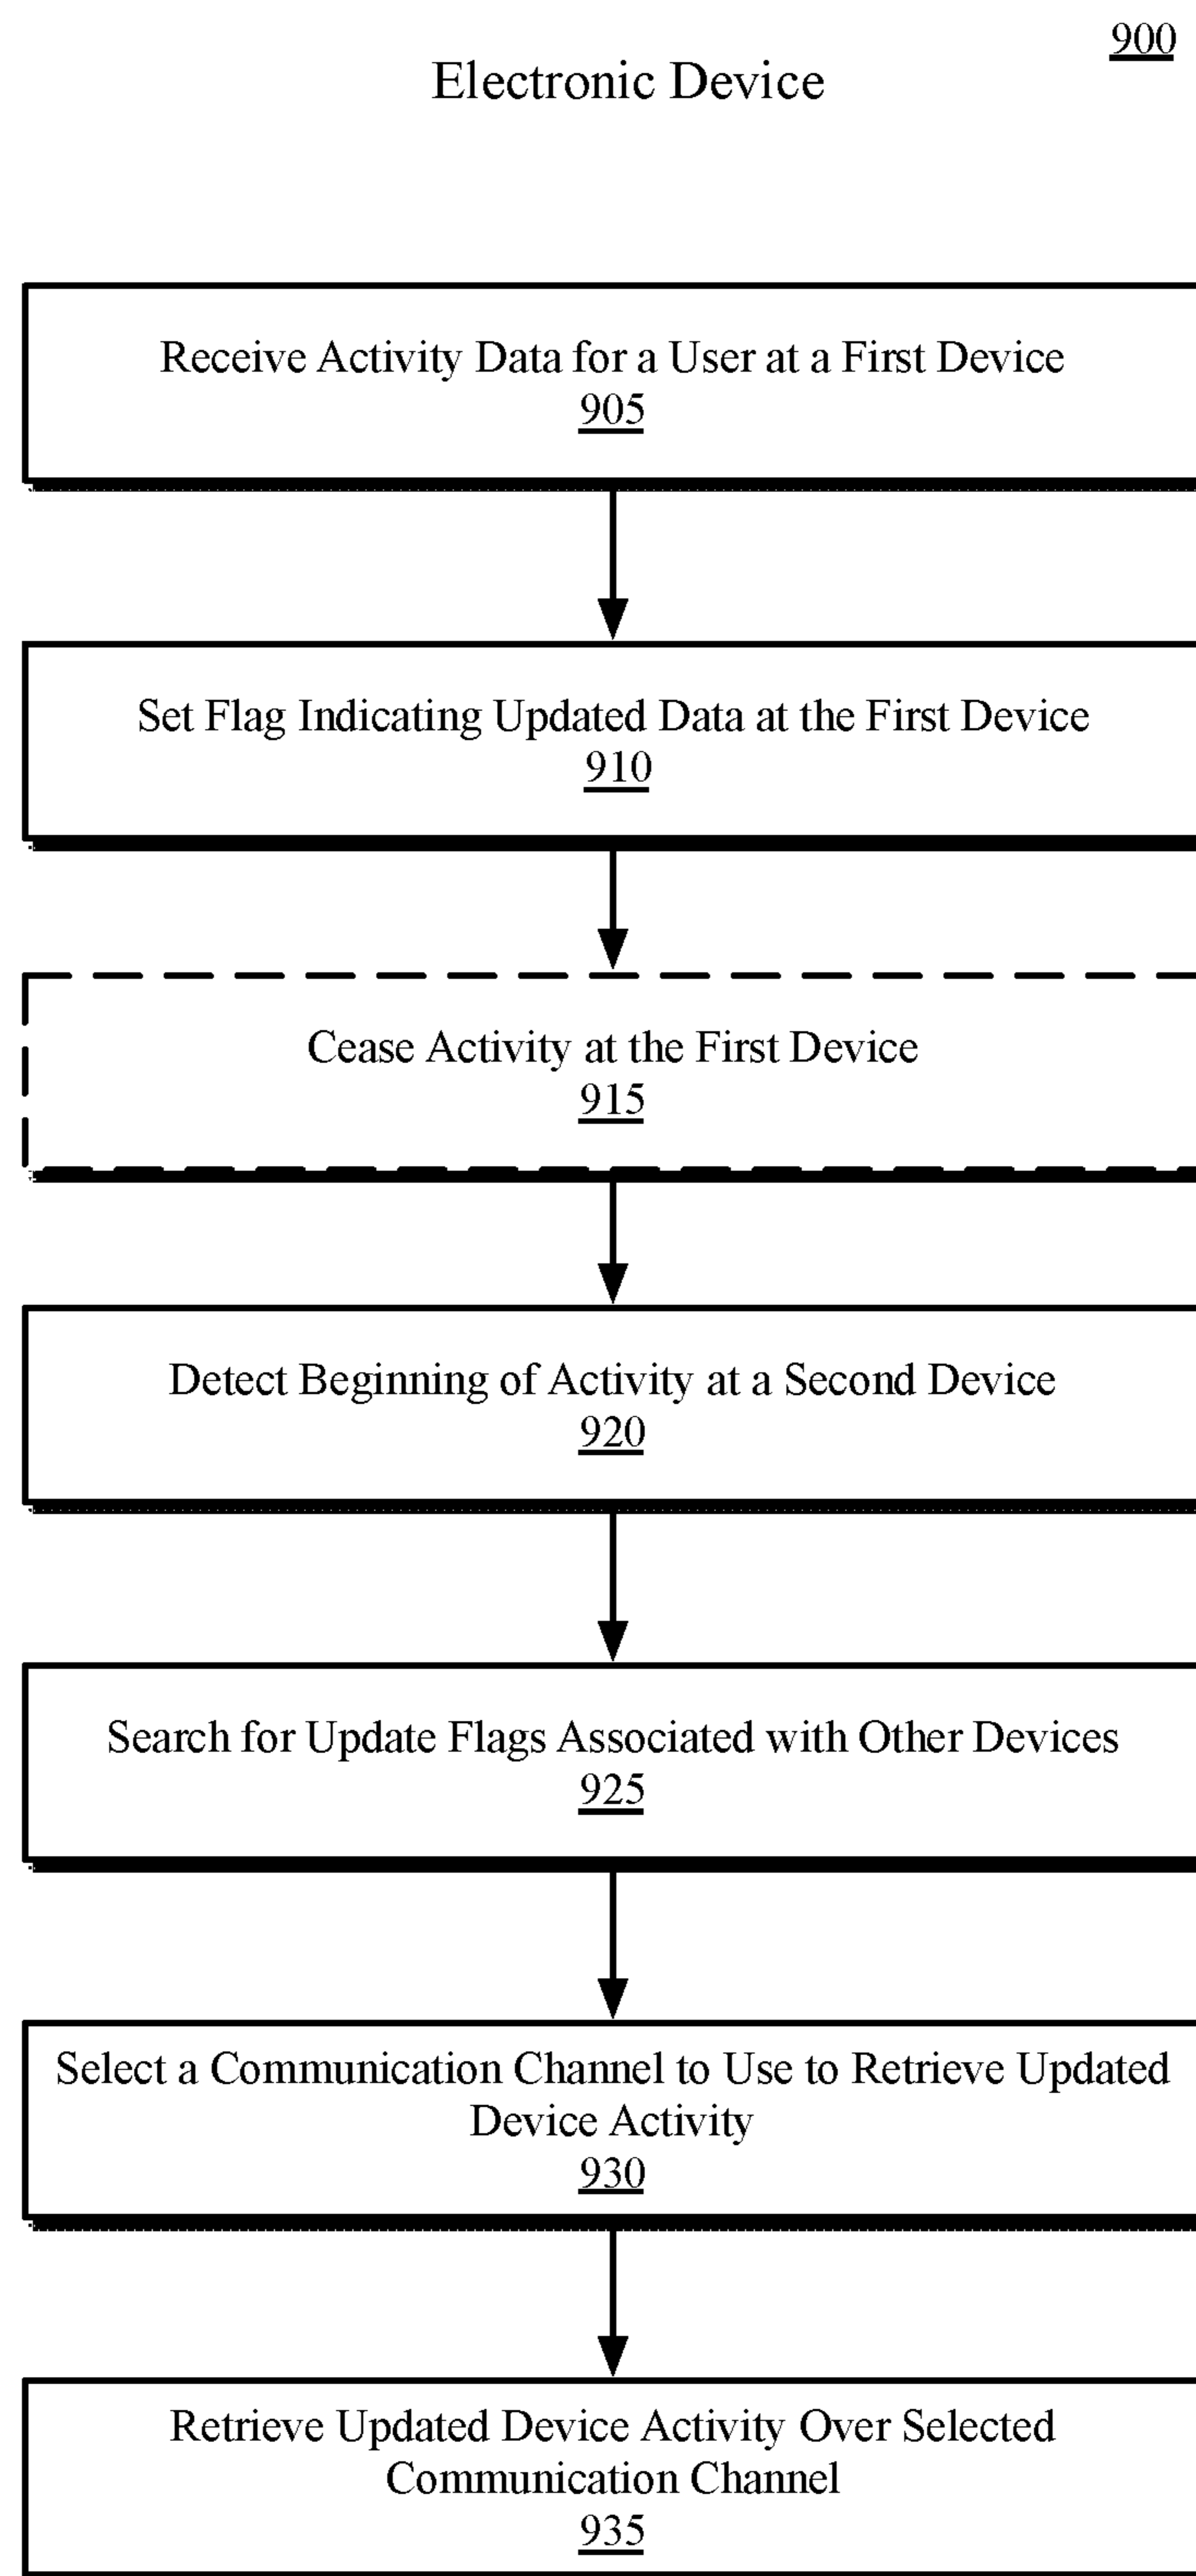 900
Electronic Device
Receive Activity Data for a User at a First Device
905
Set Flag Indicating Updated Data at the First Device
910
Cease Activity at the First Device
915
Detect Beginning of Activity at a Second Device
920
Search for Update Flags Associated with Other Devices
925
Select a Communication Channel to Use to Retrieve Updated
Device Activity
930
Retrieve Updated Device Activity Over Selected
Communication Channel
935